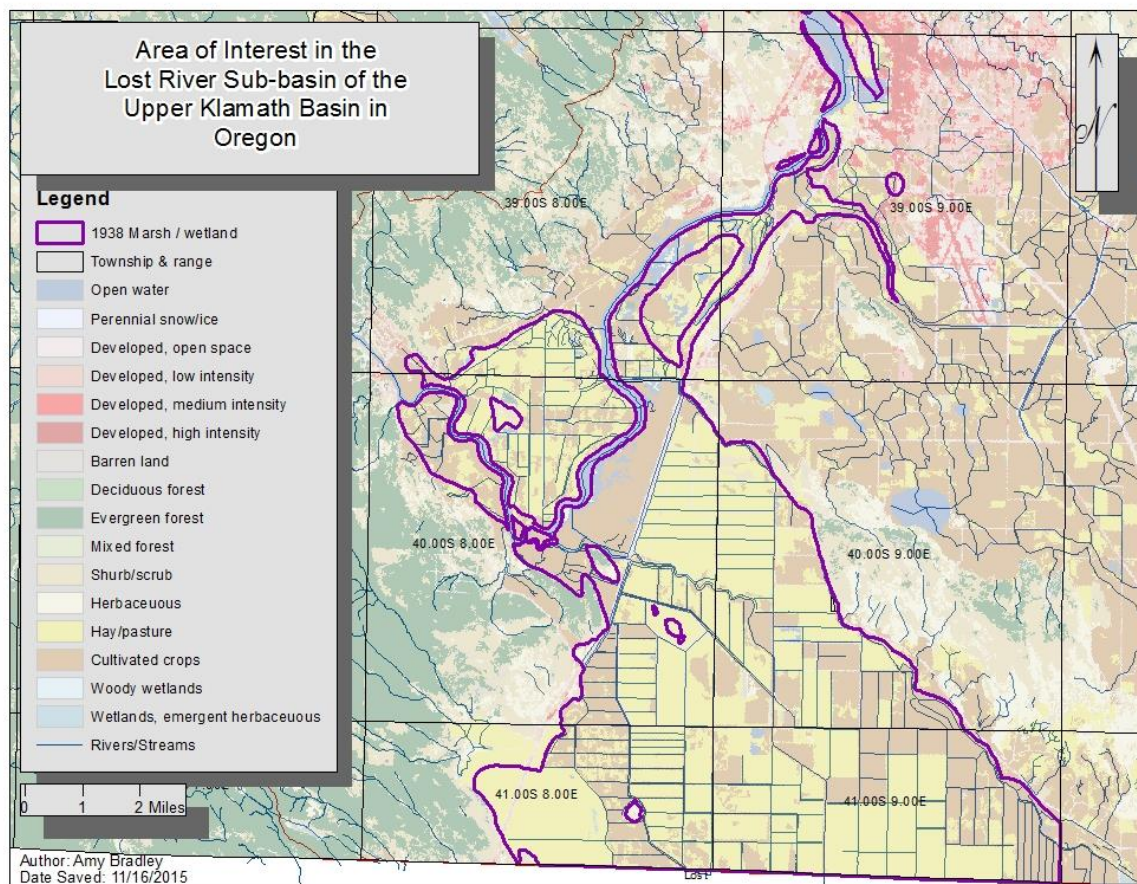 Area of Interest in the
Lost River Sub-basin of the
Upper Klamath Basin in
Oregon
N
Legend
1938 Marsh / wetland
Township & range
Open water
Perennial snow/ice
Developed, open space
Developed, low intensity
Developed, medium intensity
Developed, high intensity
Barren land
Deciduous forest
Evergreen forest
Mixed forest
Shurb/scrub
Herbaceuous
Hay/pasture
Cultivated crops
Woody wetlands
Wetlands, emergent herbaceuous
Rivers/Streams
39.00S 8.00E
39.00S 9.00E
40.00S 8.00E
40.00S 9.00E
41.00S 8.00E
41.00S 9.00E
0 1 2 Miles
Lost
Author: Amy Bradley
Date Saved: 11/16/2015